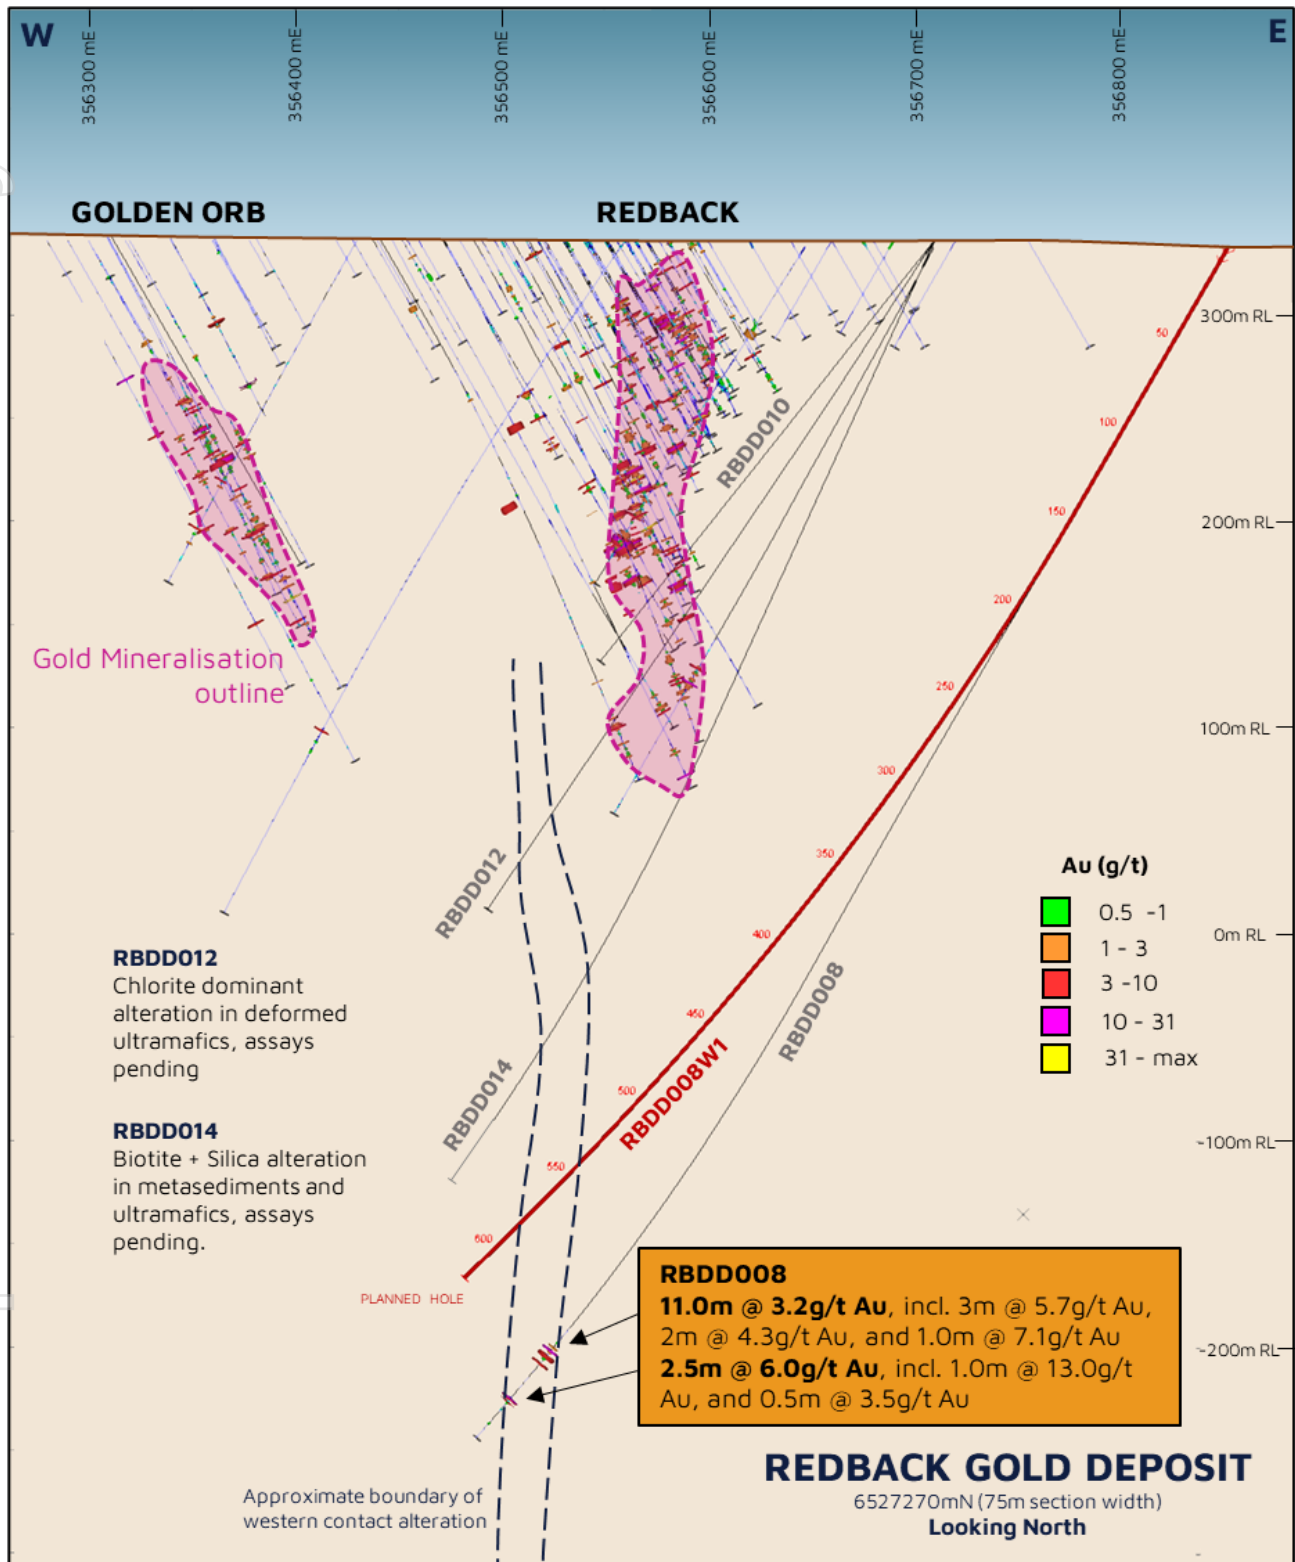 W
E
356300 mE
356400 mE
356500 mE
356600 mE
356700 mE
356800 mE
GOLDEN ORB
REDBACK
300m RL
50
100
RBDD010
150
200m RL
200
Gold Mineralisation
outline
250
100m RL
300
350
RBDD012
Au (g/t)
0.5 -1
1 - 3
3 -10
10 - 31
31 - max
400
0m RL
RBDD008
RBDD012
Chlorite dominant
alteration in deformed
ultramafics, assays
pending
450
RBDD008W1
500
RBDD014
RBDD014
Biotite + Silica alteration
in metasediments and
ultramafics, assays
pending.
-100m RL
550
600
PLANNED HOLE
RBDD008
11.0m @ 3.2g/t Au, incl. 3m @ 5.7g/t Au,
2m @ 4.3g/t Au, and 1.0m @ 7.1g/t Au
2.5m @ 6.0g/t Au, incl. 1.0m @ 13.0g/t
Au, and 0.5m @ 3.5g/t Au
-200m RL
Approximate boundary of
western contact alteration
REDBACK GOLD DEPOSIT
6527270mN (75m section width)
Looking North